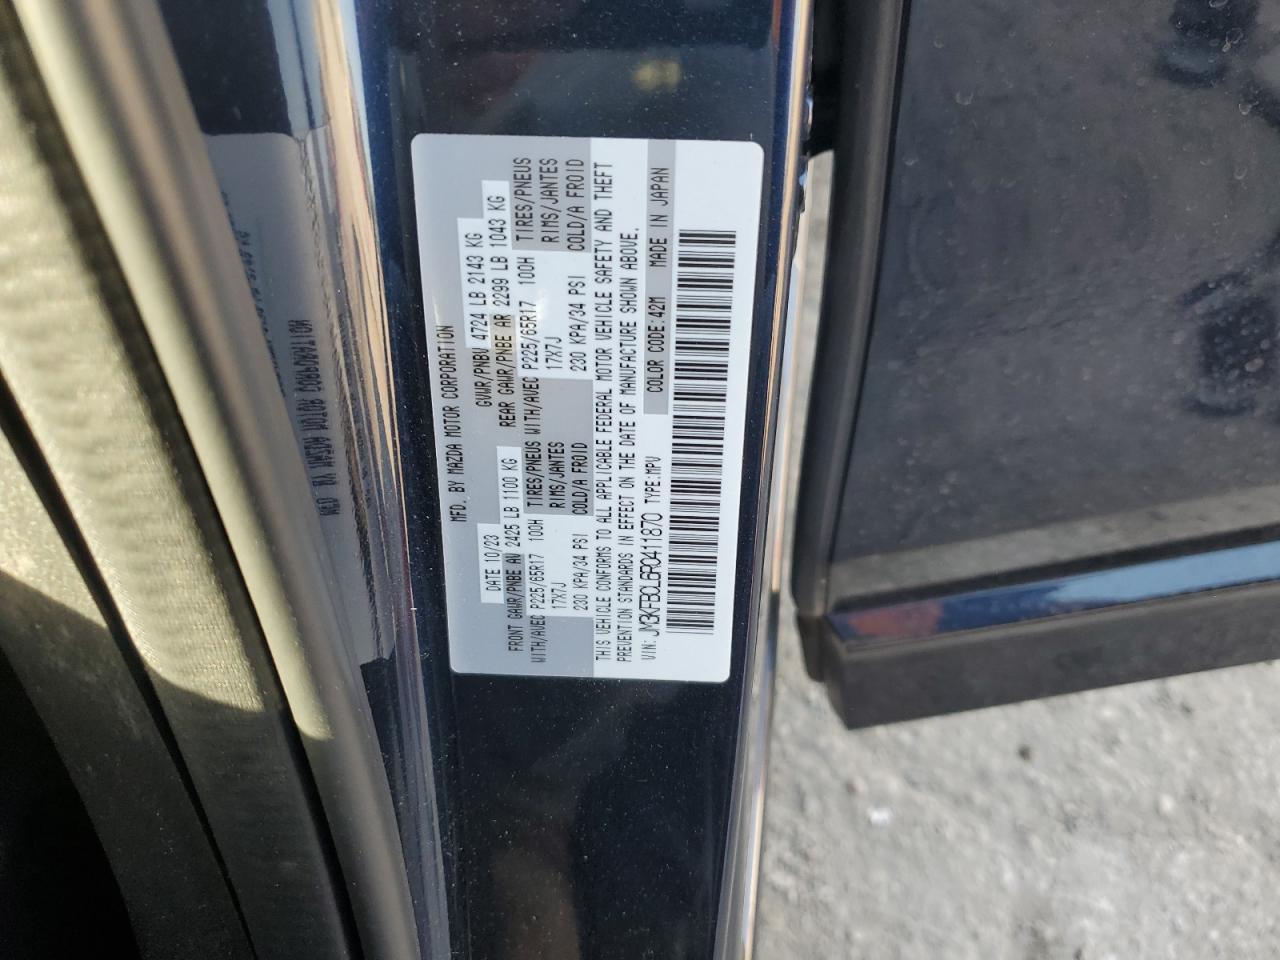 MFD. BY MAZDA MOTOR CORPORATION
DATE 10/23 GVWR/PNBV 4724 LB 2143 KG
FRONT GAWR/PNBE AV 2425 LB 1100 KG REAR GAWR/PNBE AR 2299 LB 1043 KG
WITH/AVEC P225/65R17 100H TIRES/PNEUS WITH/AVEC P225/65R17 100H TIRES/PNEUS
17X7J RIMS/JANTES 17X7J RIMS/JANTES
230 KPA/34 PSI COLD/A FROID 230 KPA/34 PSI COLD/A FROID
THIS VEHICLE CONFORMS TO ALL APPLICABLE FEDERAL MOTOR VEHICLE SAFETY AND THEFT
PREVENTION STANDARDS IN EFFECT ON THE DATE OF MANUFACTURE SHOWN ABOVE.
VIN: JM3KFBCL6R0411870 TYPE:MPV COLOR CODE:42M MADE IN JAPAN